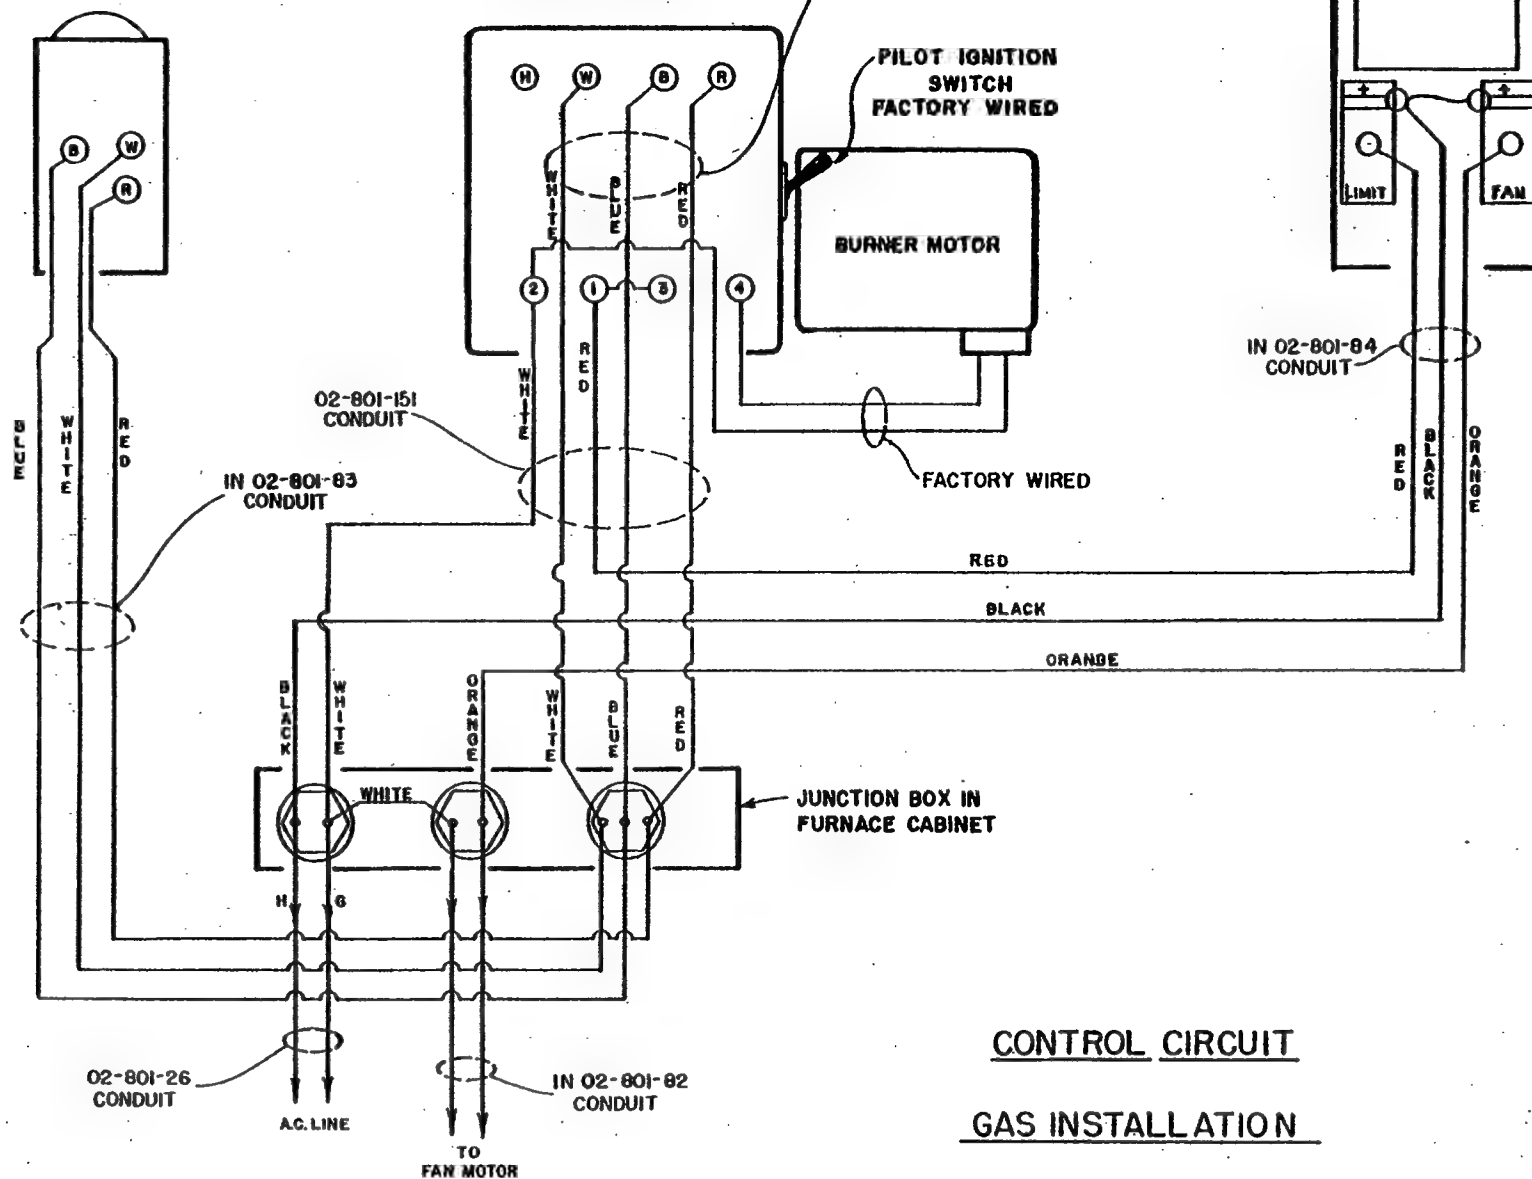 PILOT IGNITION
SWITCH
FACTORY WIRED
H
W
B
R
B
W
R
+
+
-
LIMIT
FAN
WHITE
BLUE
RED
BURNER MOTOR
2
1
3
4
IN 02-801-84
CONDUIT
RED
WHITE
02-801-151
CONDUIT
BLUE
WHITE
RED
IN 02-801-83
CONDUIT
FACTORY WIRED
RED
BLACK
ORANGE
RED
BLACK
ORANGE
BLACK
WHITE
ORANGE
WHITE
BLUE
RED
WHITE
JUNCTION BOX IN
FURNACE CABINET
H
G
02-801-26
CONDUIT
IN 02-801-82
CONDUIT
A.C. LINE
TO
FAN MOTOR
CONTROL CIRCUIT
GAS INSTALLATION